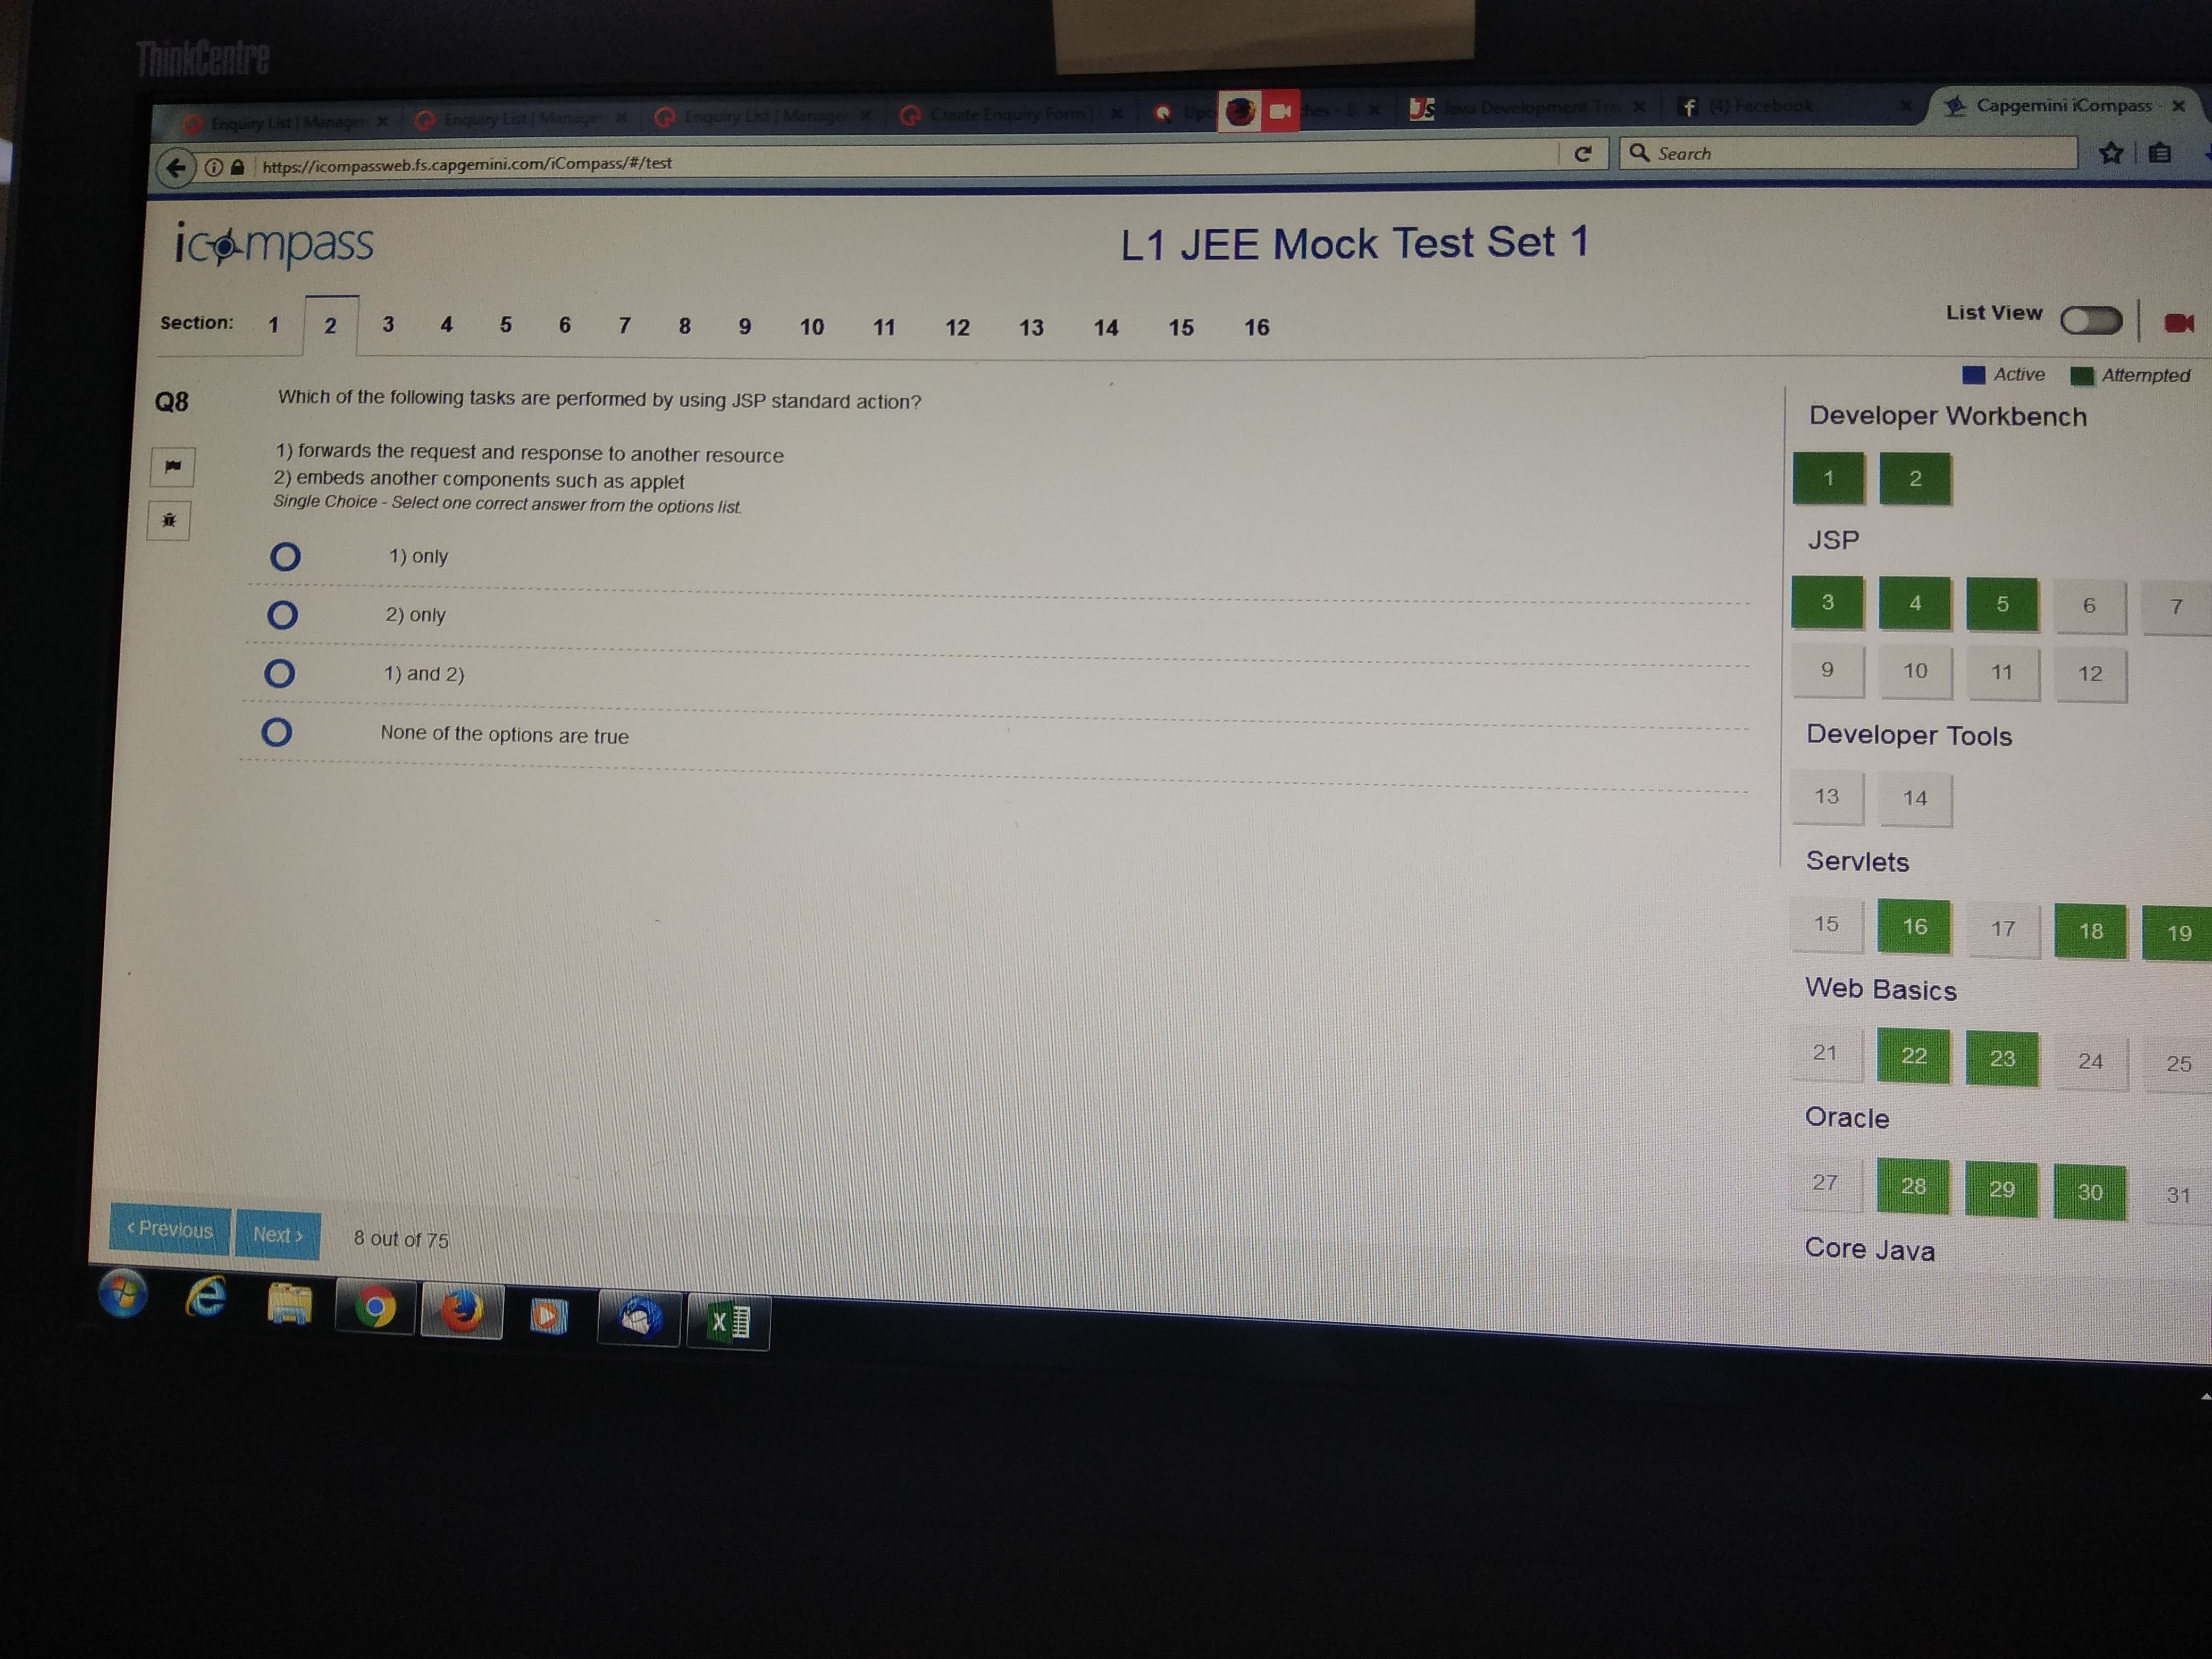 ThinkCentre
Enquiry List | Manager
Enquiry List | Manager
Enquiry List | Manager
Create Enquiry Form |
Java Development Tra
(4) Facebook
Capgemini iCompass -
https://icompassweb.fs.capgemini.com/iCompass/#/test
Search
icompass
L1 JEE Mock Test Set 1
Section: 1 2 3 4 5 6 7 8 9 10 11 12 13 14 15 16
List View
Active Attempted
Q8
Which of the following tasks are performed by using JSP standard action?
1) forwards the request and response to another resource
2) embeds another components such as applet
Single Choice - Select one correct answer from the options list.
1) only
2) only
1) and 2)
None of the options are true
Developer Workbench
1 2
JSP
3 4 5 6 7
9 10 11 12
Developer Tools
13 14
Servlets
15 16 17 18 19
Web Basics
21 22 23 24 25
Oracle
27 28 29 30 31
Core Java
< Previous Next > 8 out of 75